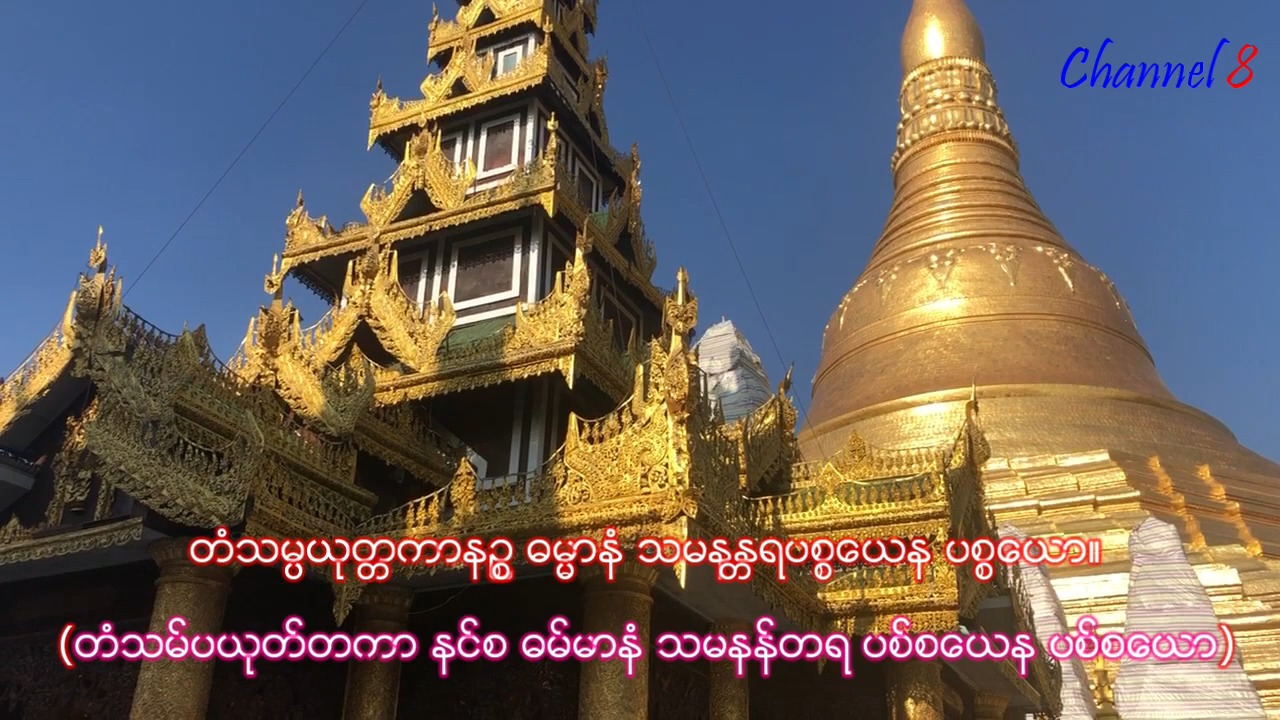 Channel 8
တံသမ္ပယုတ္တကာနဉ္စ ဓမ္မာနံ သမနန္တရပစ္စယေန ပစ္စယော။
(တံသမ်ပယုတ်တကာ နင်စ ဓမ်မာနံ သမနန်တရ ပစ်စယေန ပစ်စယော)